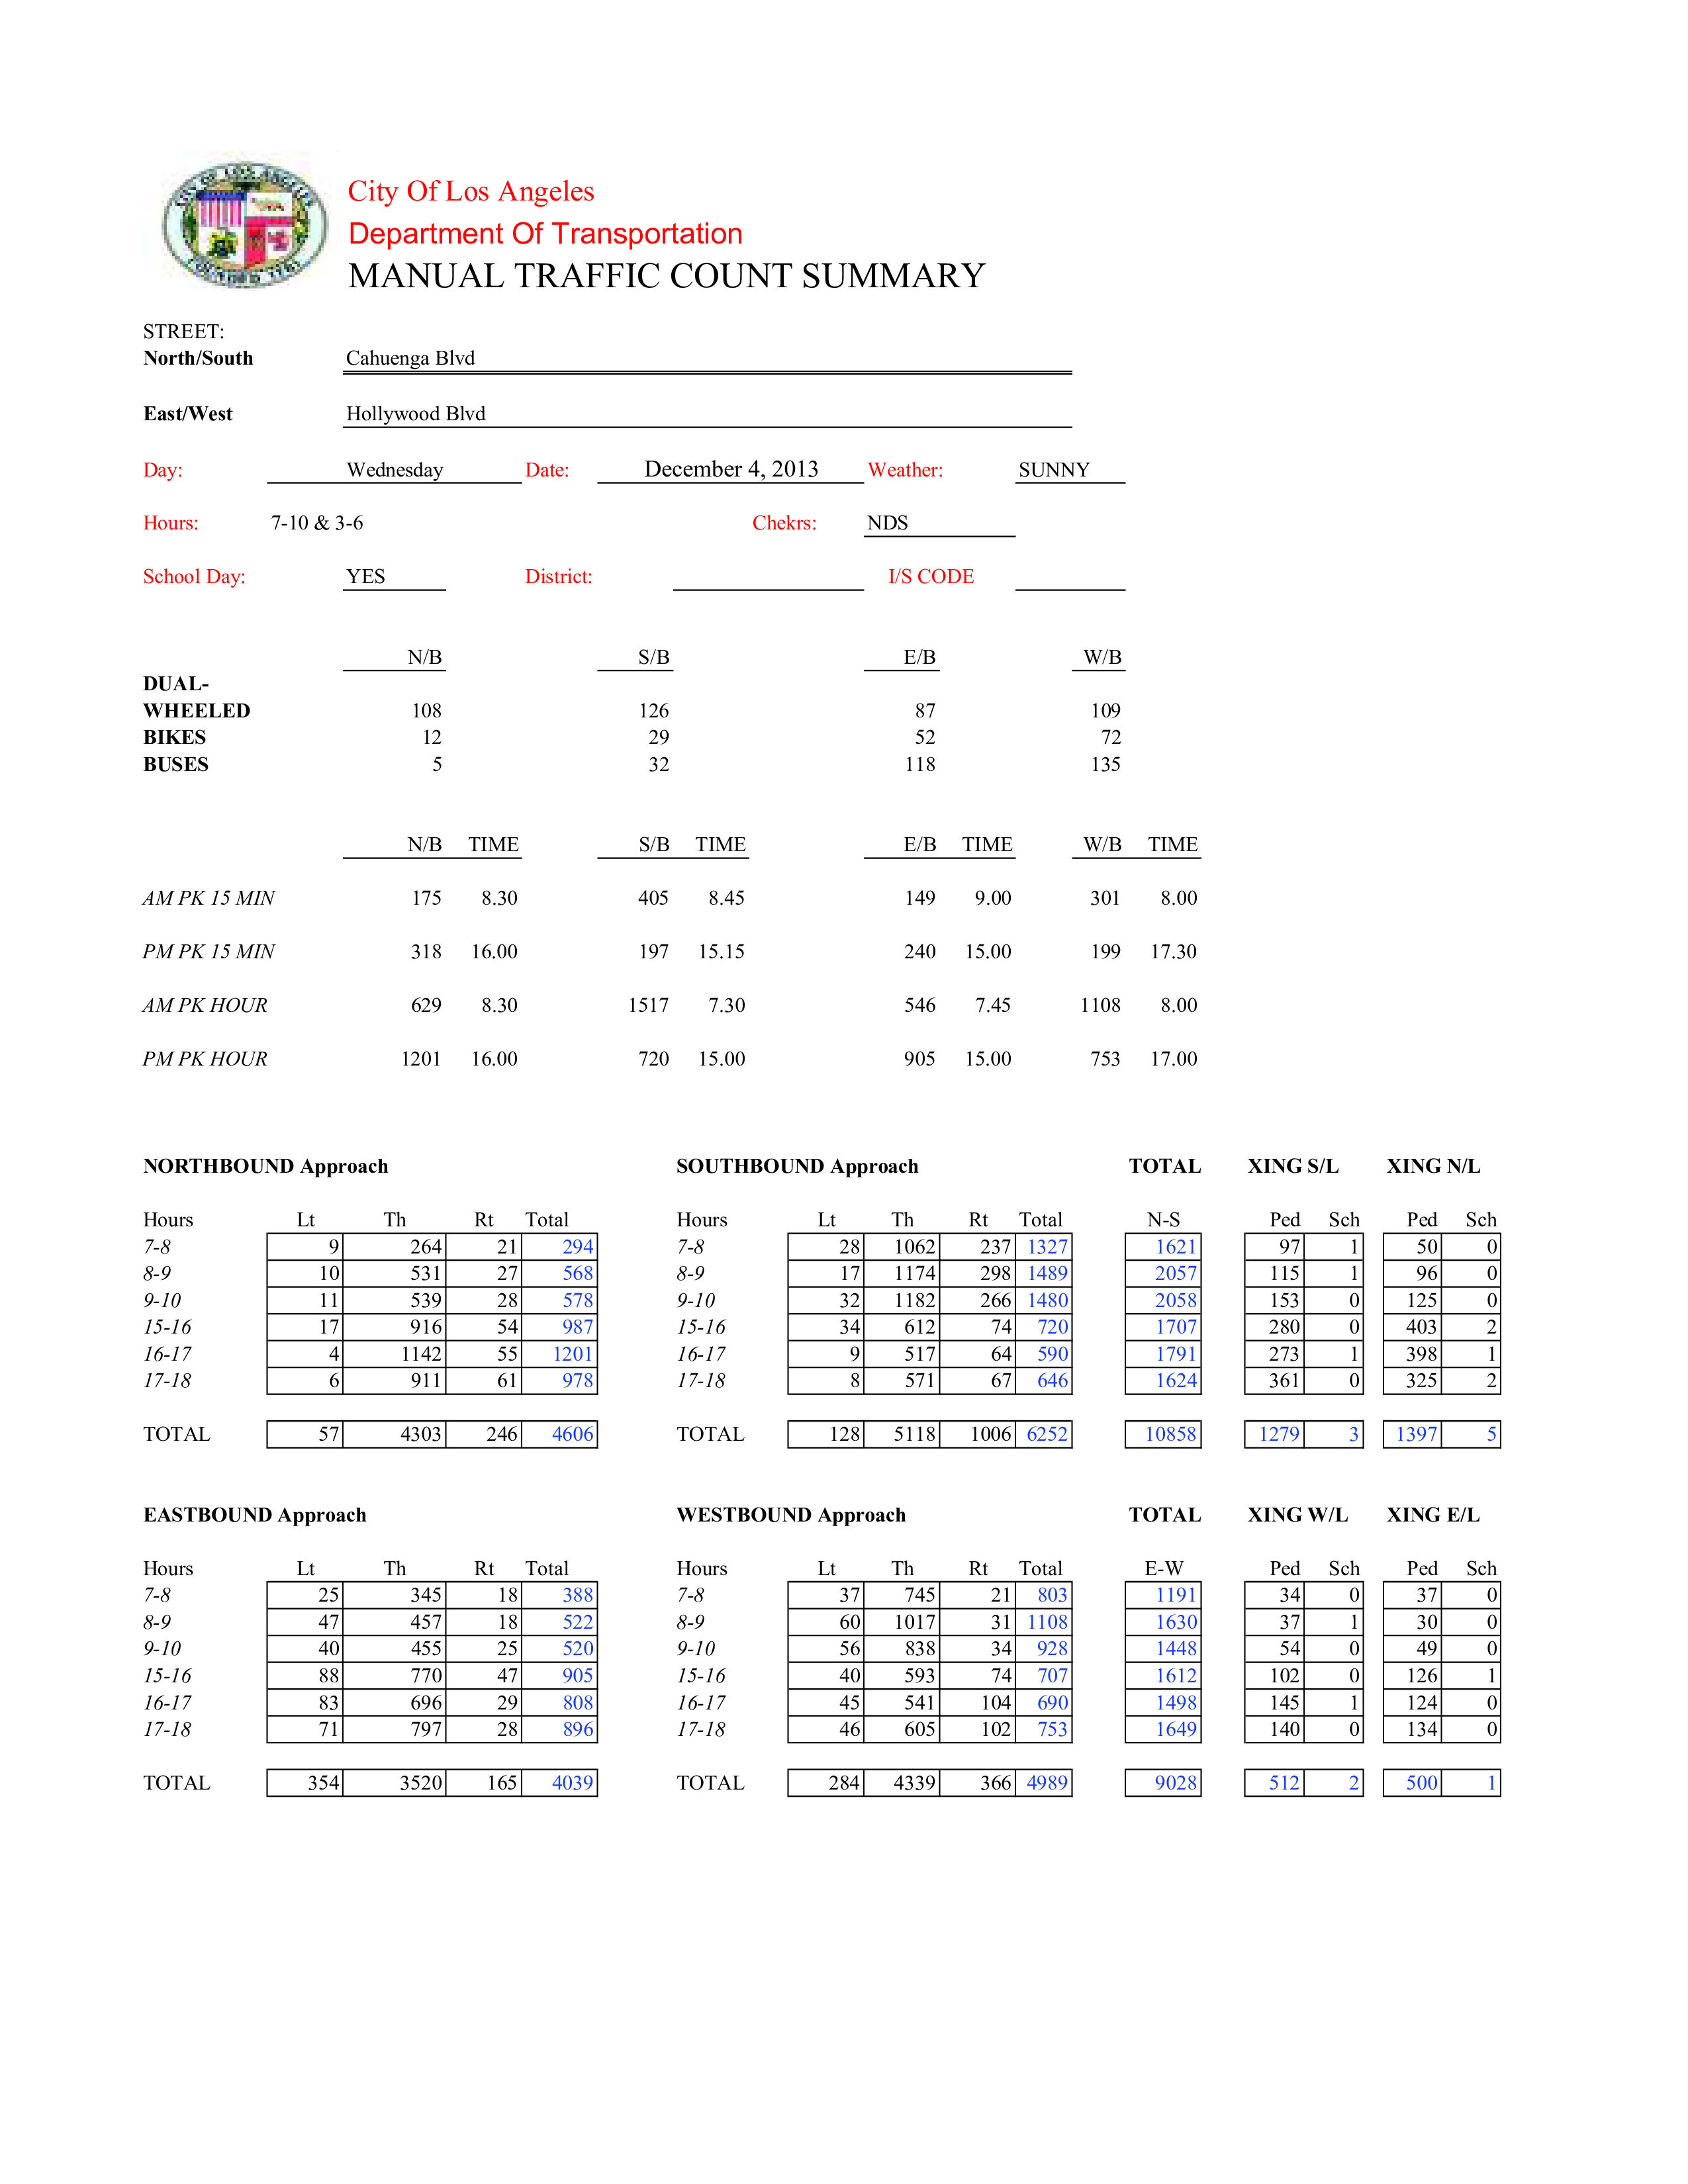 City Of Los Angeles
Department Of Transportation
MANUAL TRAFFIC COUNT SUMMARY
STREET:
North/South Cahuenga Blvd
East/West Hollywood Blvd
Day: Wednesday Date: December 4, 2013 Weather: SUNNY
Hours: 7-10 & 3-6 Chekrs: NDS
School Day: YES District: I/S CODE
N/B S/B E/B W/B
DUAL-
WHEELED 108 126 87 109
BIKES 12 29 52 72
BUSES 5 32 118 135
N/B TIME S/B TIME E/B TIME W/B TIME
AM PK 15 MIN 175 8.30 405 8.45 149 9.00 301 8.00
PM PK 15 MIN 318 16.00 197 15.15 240 15.00 199 17.30
AM PK HOUR 629 8.30 1517 7.30 546 7.45 1108 8.00
PM PK HOUR 1201 16.00 720 15.00 905 15.00 753 17.00
NORTHBOUND Approach SOUTHBOUND Approach TOTAL XING S/L XING N/L
Hours Lt Th Rt Total Hours Lt Th Rt Total N-S Ped Sch Ped Sch
7-8 9 264 21 294 7-8 28 1062 237 1327 1621 97 1 50 0
8-9 10 531 27 568 8-9 17 1174 298 1489 2057 115 1 96 0
9-10 11 539 28 578 9-10 32 1182 266 1480 2058 153 0 125 0
15-16 17 916 54 987 15-16 34 612 74 720 1707 280 0 403 2
16-17 4 1142 55 1201 16-17 9 517 64 590 1791 273 1 398 1
17-18 6 911 61 978 17-18 8 571 67 646 1624 361 0 325 2
TOTAL 57 4303 246 4606 TOTAL 128 5118 1006 6252 10858 1279 3 1397 5
EASTBOUND Approach WESTBOUND Approach TOTAL XING W/L XING E/L
Hours Lt Th Rt Total Hours Lt Th Rt Total E-W Ped Sch Ped Sch
7-8 25 345 18 388 7-8 37 745 21 803 1191 34 0 37 0
8-9 47 457 18 522 8-9 60 1017 31 1108 1630 37 1 30 0
9-10 40 455 25 520 9-10 56 838 34 928 1448 54 0 49 0
15-16 88 770 47 905 15-16 40 593 74 707 1612 102 0 126 1
16-17 83 696 29 808 16-17 45 541 104 690 1498 145 1 124 0
17-18 71 797 28 896 17-18 46 605 102 753 1649 140 0 134 0
TOTAL 354 3520 165 4039 TOTAL 284 4339 366 4989 9028 512 2 500 1